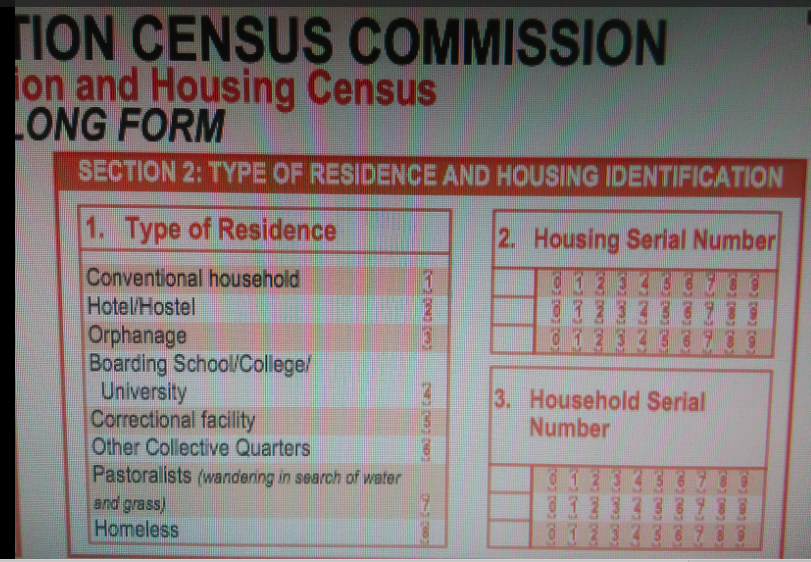 TION CENSUS COMMISSION
ion and Housing Census
LONG FORM
SECTION 2: TYPE OF RESIDENCE AND HOUSING IDENTIFICATION
1. Type of Residence
Conventional household 1
Hotel/Hostel 2
Orphanage 3
Boarding School/College/
University 4
Correctional facility 5
Other Collective Quarters 6
Pastoralists (wandering in search of water
and grass) 7
Homeless 8
2. Housing Serial Number
0 1 2 3 4 5 6 7 8 9
0 1 2 3 4 5 6 7 8 9
0 1 2 3 4 5 6 7 8 9
3. Household Serial
Number
0 1 2 3 4 5 6 7 8 9
0 1 2 3 4 5 6 7 8 9
0 1 2 3 4 5 6 7 8 9